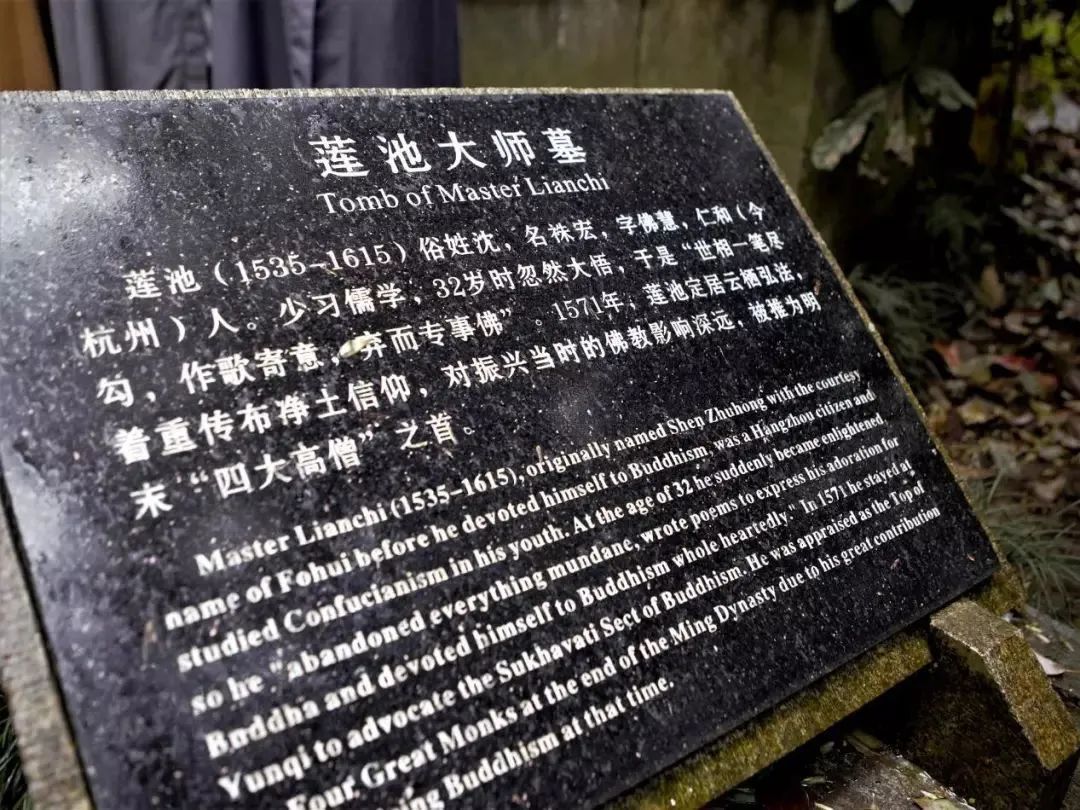 莲池大师墓
Tomb of Master Lianchi
莲池（1535-1615）俗姓沈，名袾宏，字佛慧，仁和（今
杭州）人。少习儒学，32岁时忽然大悟，于是“世相一笔尽
勾，作歌寄意，弃而专事佛”。1571年，莲池定居云栖弘法，
着重传布净土信仰，对振兴当时的佛教影响深远，被推为明
末“四大高僧”之首。
Master Lianchi (1535-1615), originally named Shen Zhuhong with the courtesy
name of Fohui before he devoted himself to Buddhism, was a Hangzhou citizen and
studied Confucianism in his youth. At the age of 32 he suddenly became enlightened,
so he "abandoned everything mundane, wrote poems to express his adoration for
Buddha and devoted himself to Buddhism whole heartedly." In 1571 he stayed at
Yunqi to advocate the Sukhavati Sect of Buddhism. He was appraised as the Top of
Four Great Monks at the end of the Ming Dynasty due to his great contribution
Buddhism at that time.